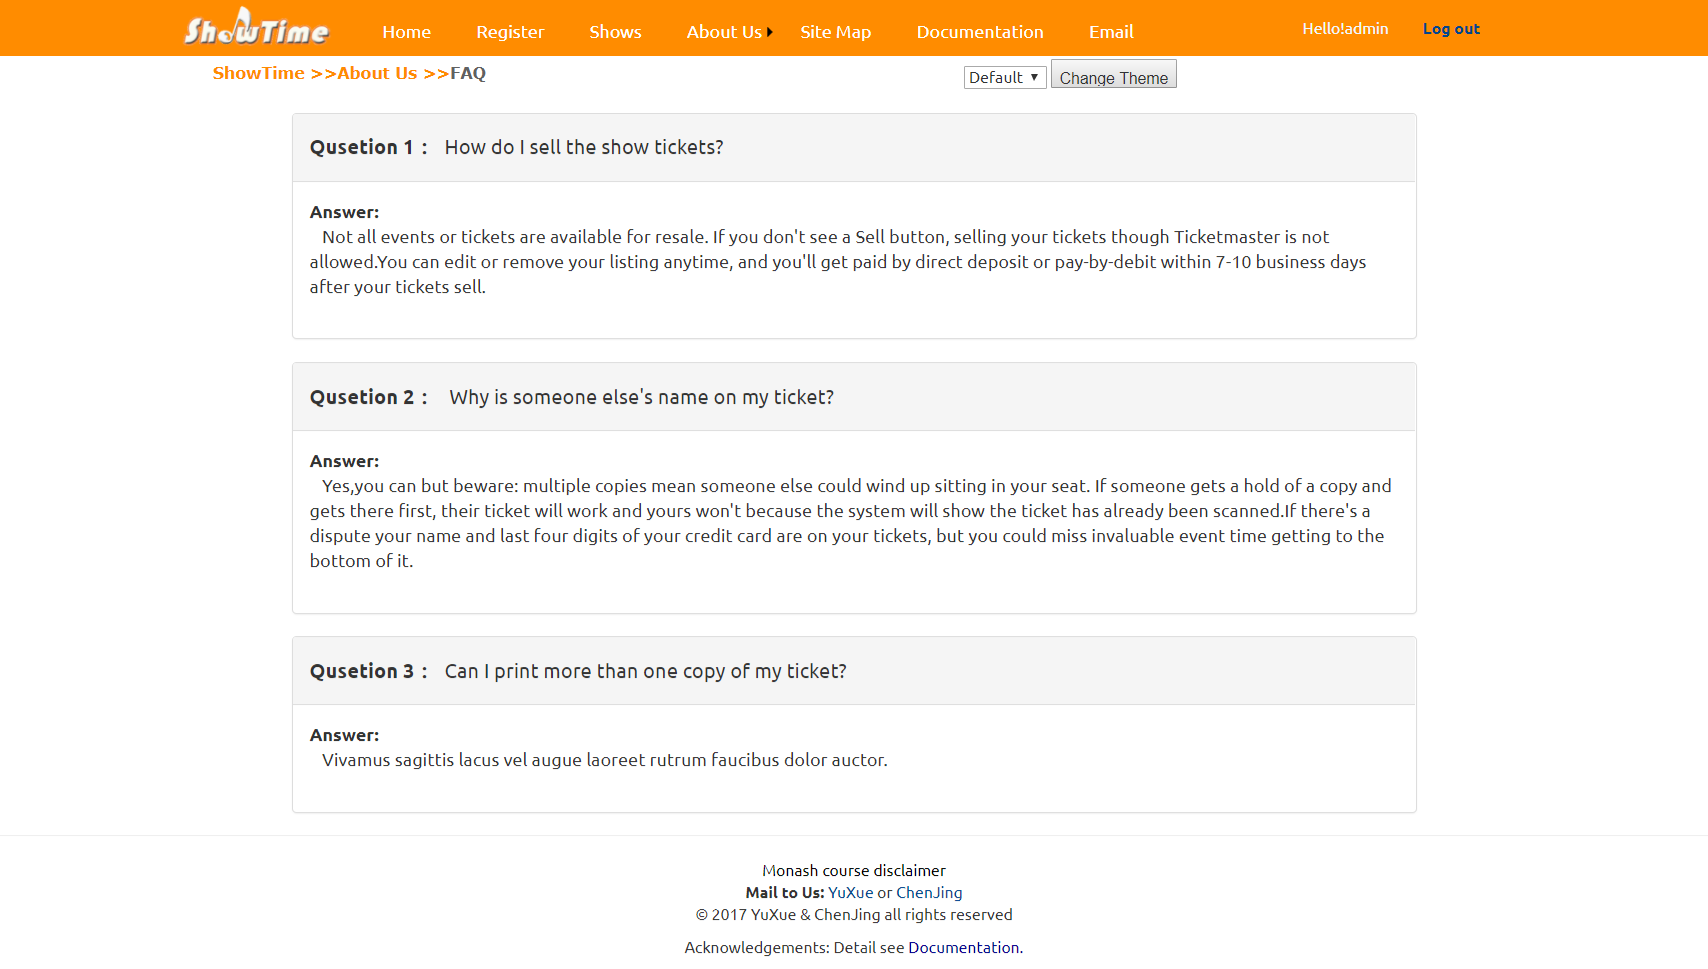 ShowTime
Home Register Shows About Us Site Map Documentation Email Hello!admin Log out
ShowTime >>About Us >>FAQ
Default Change Theme
Qusetion 1 : How do I sell the show tickets?
Answer:
Not all events or tickets are available for resale. If you don't see a Sell button, selling your tickets though Ticketmaster is not
allowed.You can edit or remove your listing anytime, and you'll get paid by direct deposit or pay-by-debit within 7-10 business days
after your tickets sell.
Qusetion 2 : Why is someone else's name on my ticket?
Answer:
Yes,you can but beware: multiple copies mean someone else could wind up sitting in your seat. If someone gets a hold of a copy and
gets there first, their ticket will work and yours won't because the system will show the ticket has already been scanned.If there's a
dispute your name and last four digits of your credit card are on your tickets, but you could miss invaluable event time getting to the
bottom of it.
Qusetion 3 : Can I print more than one copy of my ticket?
Answer:
Vivamus sagittis lacus vel augue laoreet rutrum faucibus dolor auctor.
Monash course disclaimer
Mail to Us: YuXue or ChenJing
© 2017 YuXue & ChenJing all rights reserved
Acknowledgements: Detail see Documentation.